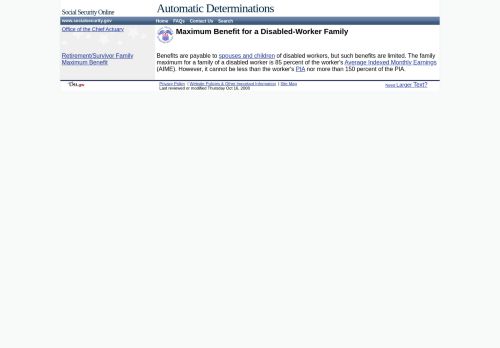 Social Security Online
Automatic Determinations
www.socialsecurity.gov
Home FAQs Contact Us Search
Office of the Chief Actuary
Maximum Benefit for a Disabled-Worker Family
Retirement/Survivor Family
Maximum Benefit
Benefits are payable to spouses and children of disabled workers, but such benefits are limited. The family
maximum for a family of a disabled worker is 85 percent of the worker's Average Indexed Monthly Earnings
(AIME). However, it cannot be less than the worker's PIA nor more than 150 percent of the PIA.
Privacy Policy | Website Policies & Other Important Information | Site Map
Last reviewed or modified Thursday Oct 16, 2008
Need Larger Text?